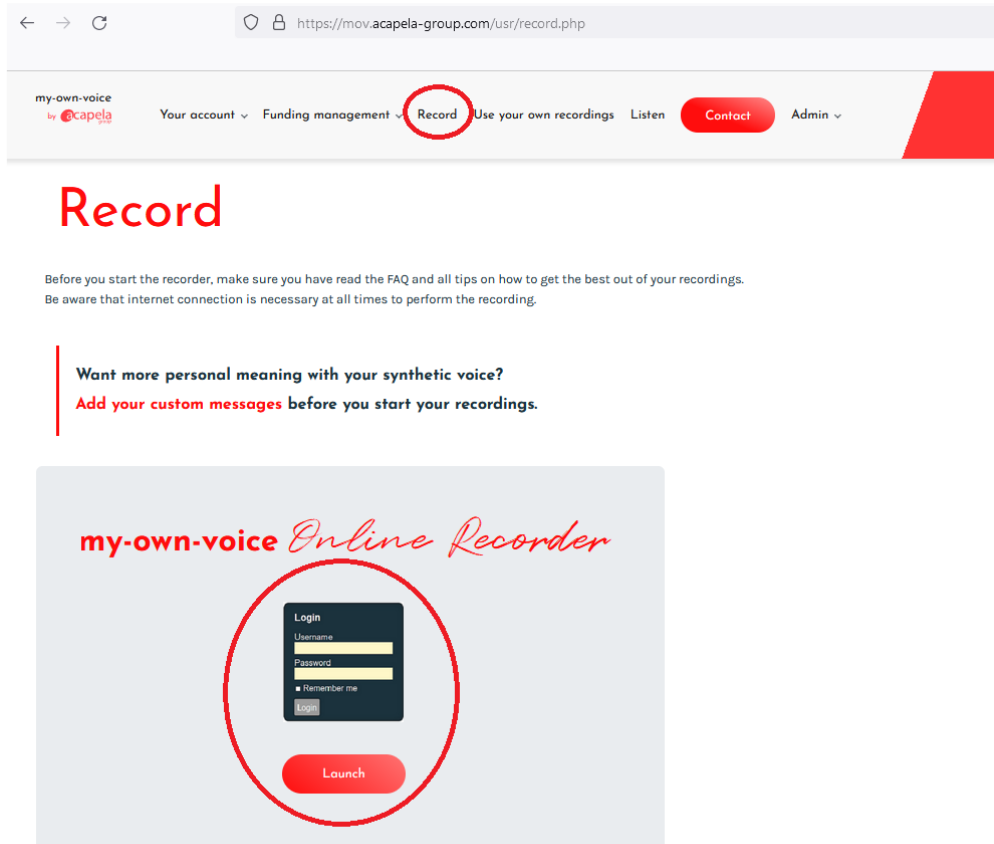 https://mov.acapela-group.com/usr/record.php
my-own-voice
by acapela
group
Your account Funding management Record Use your own recordings Listen Contact Admin
Record
Before you start the recorder, make sure you have read the FAQ and all tips on how to get the best out of your recordings.
Be aware that internet connection is necessary at all times to perform the recording.
Want more personal meaning with your synthetic voice?
Add your custom messages before you start your recordings.
my-own-voice Online Recorder
Login
Username
Password
Remember me
Login
Launch